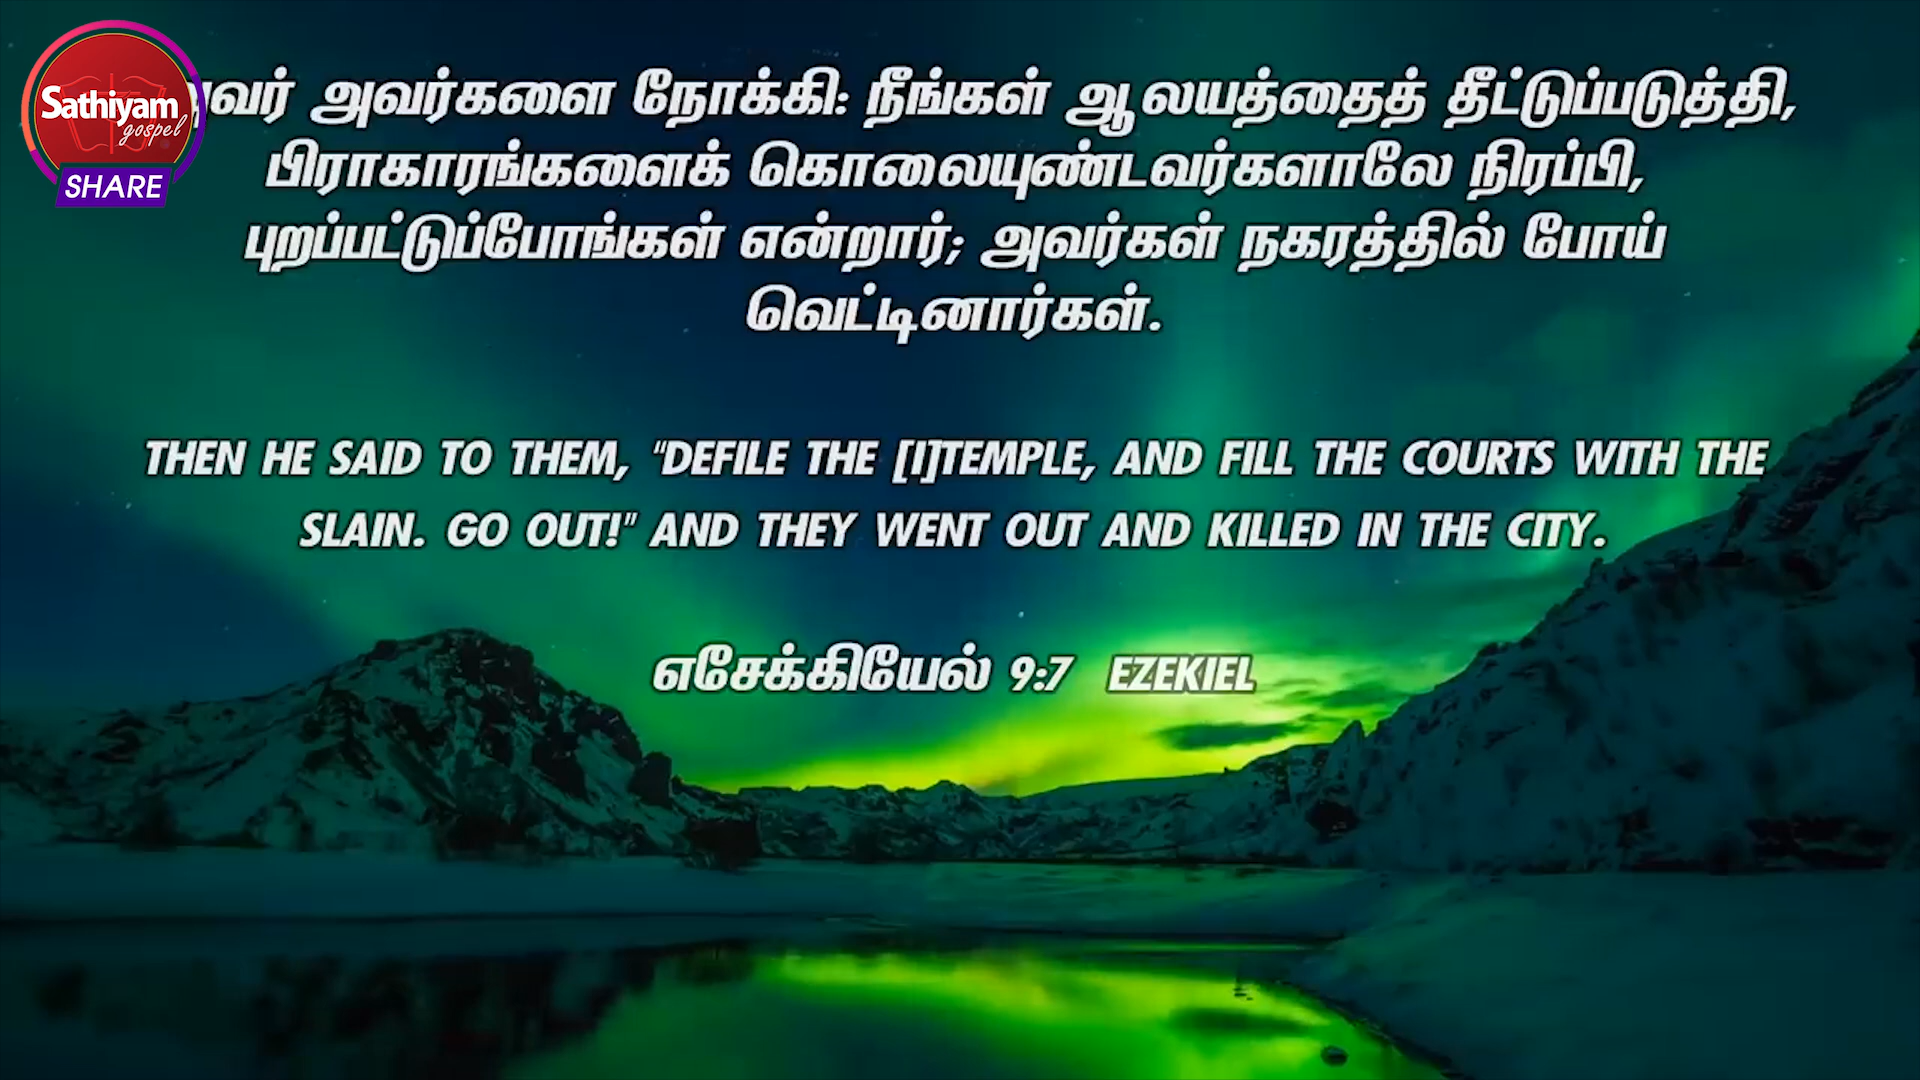 Sathiyam
gospel
SHARE
அவர்களை நோக்கி: நீங்கள் ஆலயத்தைத் தீட்டுப்படுத்தி,
பிராகாரங்களைக் கொலையுண்டவர்களாலே நிரப்பி,
புறப்பட்டுப்போங்கள் என்றார்; அவர்கள் நகரத்தில் போய்
வெட்டினார்கள்.
THEN HE SAID TO THEM, "DEFILE THE [I]TEMPLE, AND FILL THE COURTS WITH THE
SLAIN. GO OUT!" AND THEY WENT OUT AND KILLED IN THE CITY.
எசேக்கியேல் 9:7 EZEKIEL